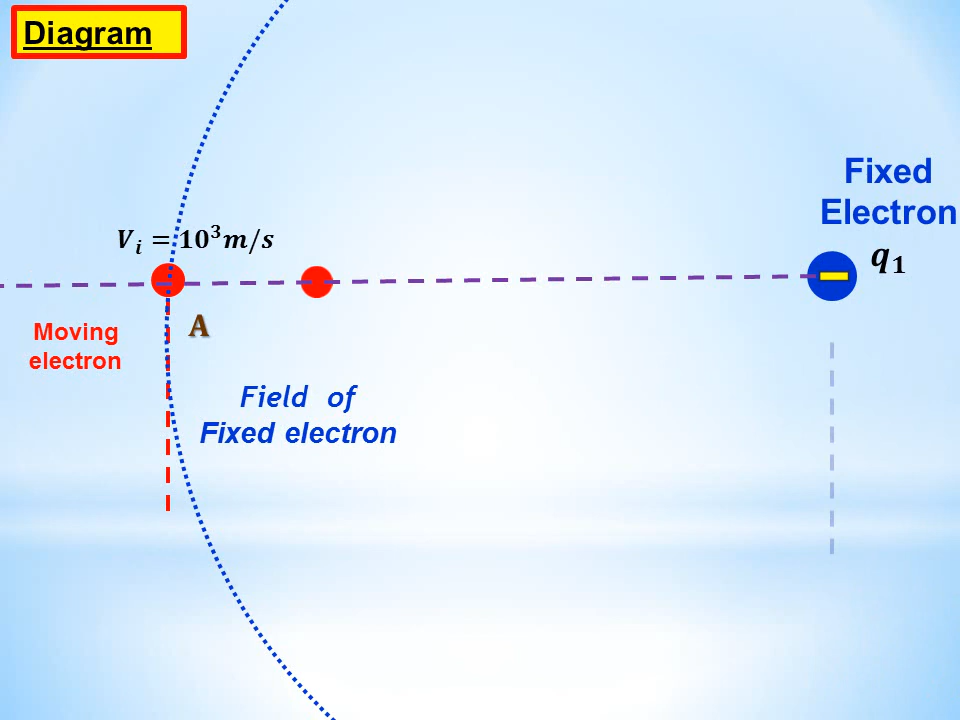 Diagram
Fixed
Electron
q₁
Vᵢ = 10³m/s
A
Moving
electron
Field of
Fixed electron